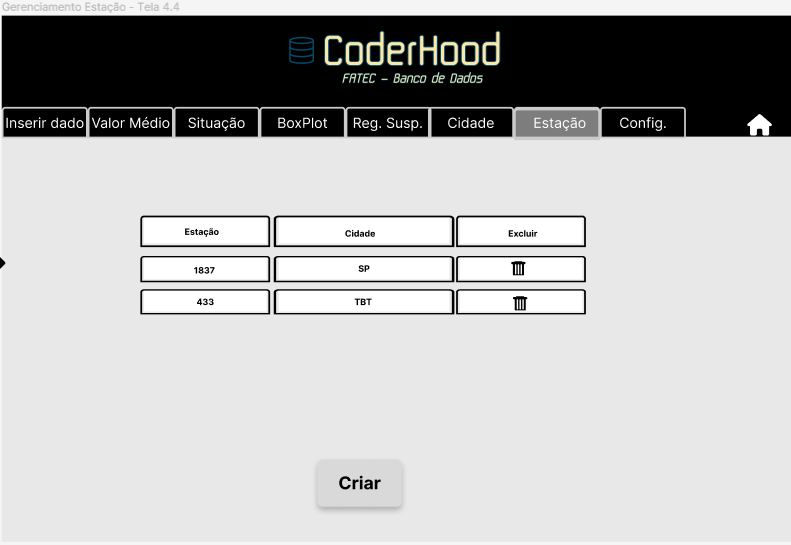 Gerenciamento Estação - Tela 4.4
CoderHood
FATEC - Banco de Dados
Inserir dado Valor Médio Situação BoxPlot Reg. Susp. Cidade Estação Config.
Estação Cidade Excluir
1837 SP
433 TBT
Criar